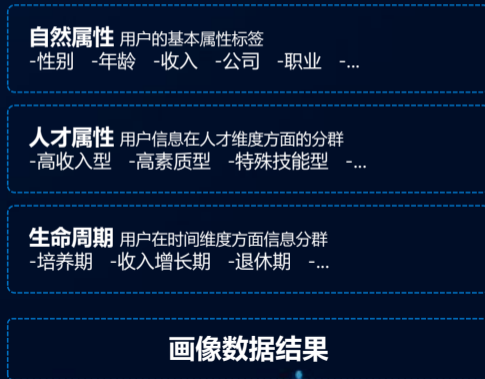 自然属性 用户的基本属性标签
-性别 -年龄 -收入 -公司 -职业 -...
人才属性 用户信息在人才维度方面的分群
-高收入型 -高素质型 -特殊技能型 -...
生命周期 用户在时间维度方面信息分群
-培养期 -收入增长期 -退休期 -...
画像数据结果